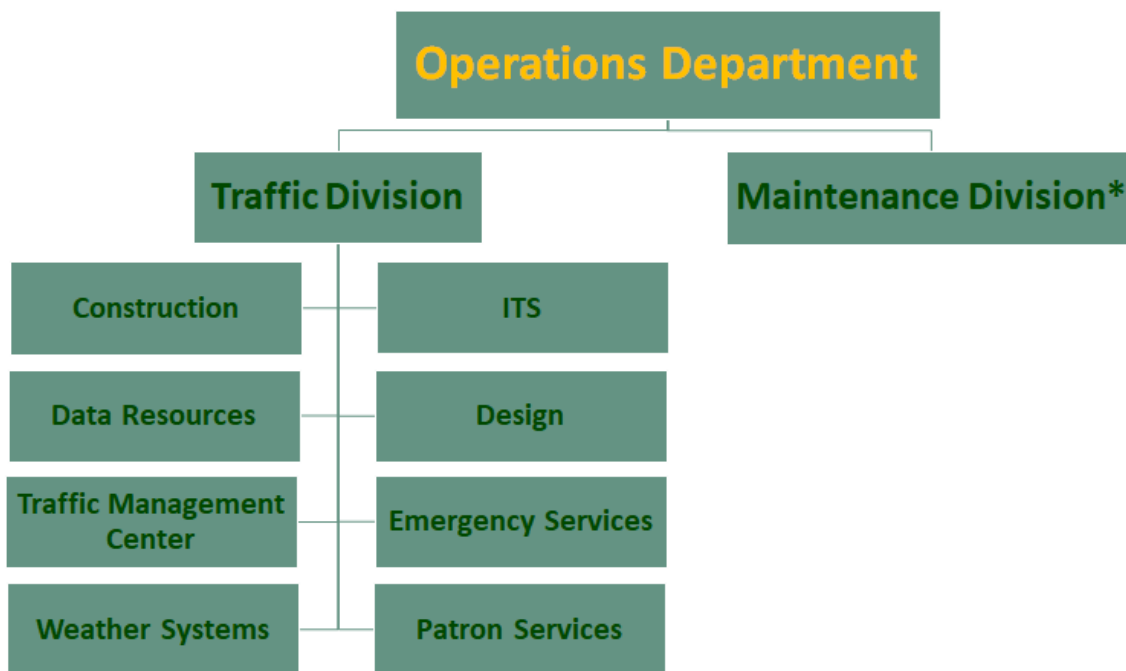 Operations Department
Traffic Division
Maintenance Division*
Construction
ITS
Data Resources
Design
Traffic Management
Center
Emergency Services
Weather Systems
Patron Services